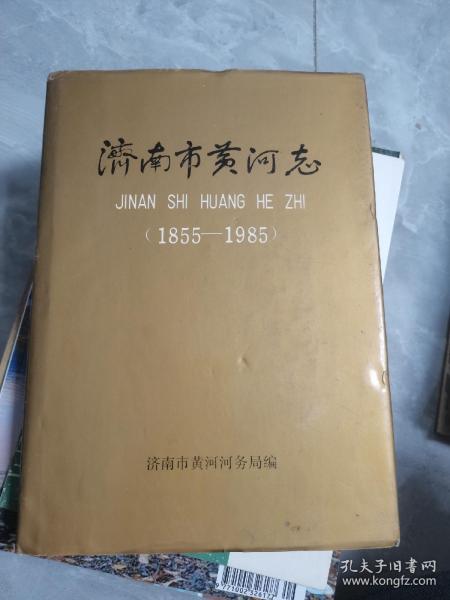 濟南市黄河志
JINAN SHI HUANG HE ZHI
(1855—1985)
济南市黄河河务局编
孔夫子旧书网
www.kongfz.com